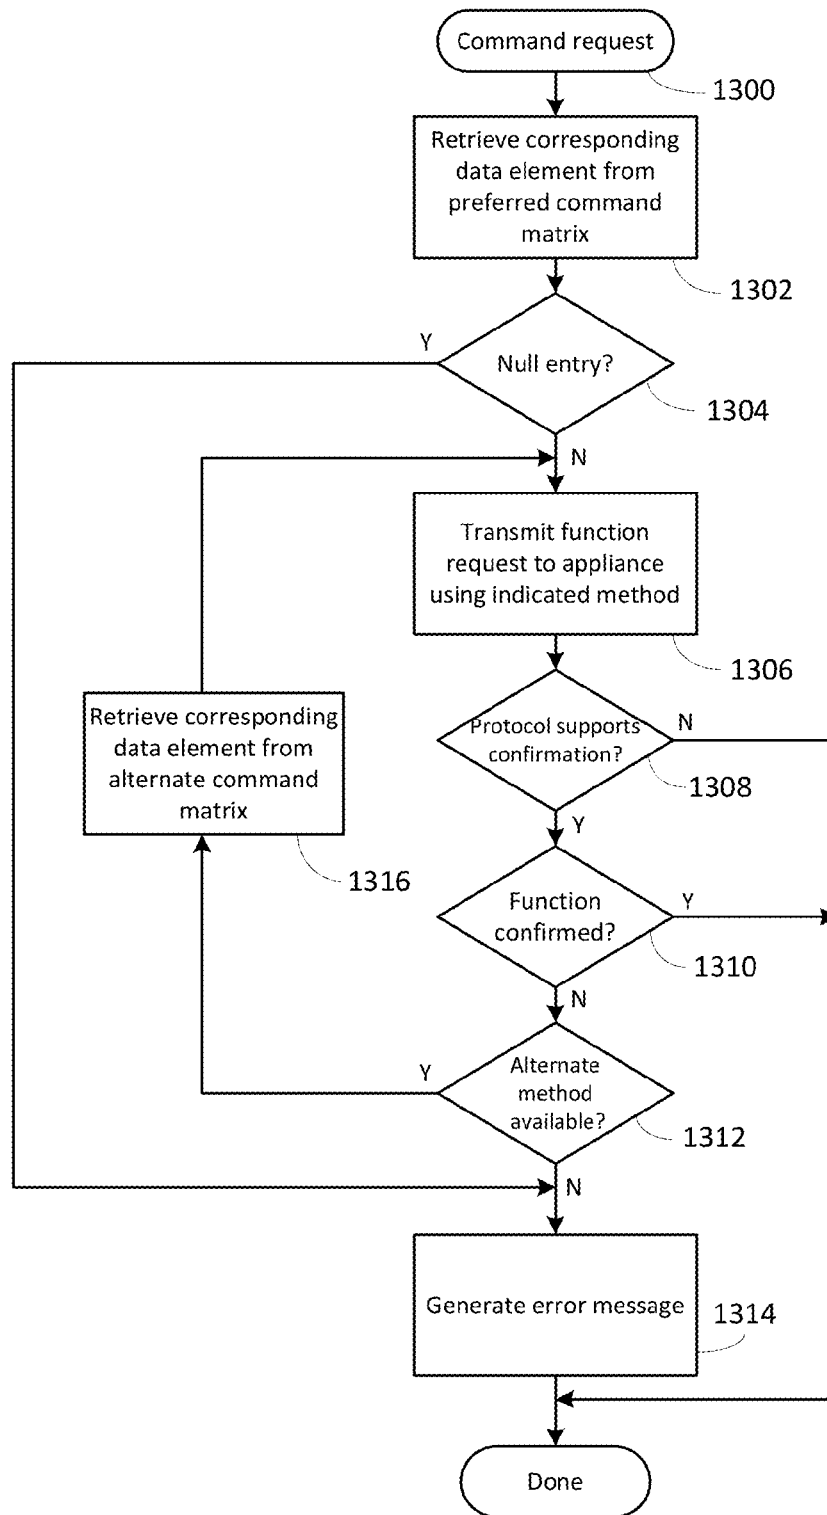 Command request
1300
Retrieve corresponding
data element from
preferred command
matrix
1302
Y
Null entry?
1304
N
Transmit function
request to appliance
using indicated method
1306
Retrieve corresponding
data element from
alternate command
matrix
1316
Protocol supports
confirmation?
N
1308
Y
Function
confirmed?
Y
1310
N
Y
Alternate
method
available?
1312
N
Generate error message
1314
Done